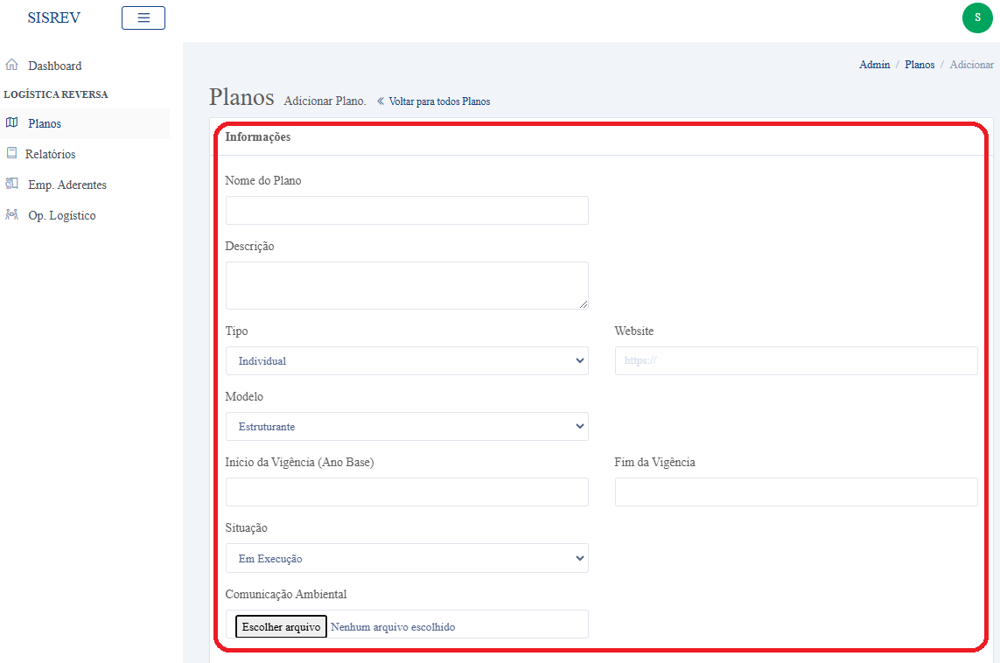 SISREV
S
Dashboard
LOGÍSTICA REVERSA
Planos
Relatórios
Emp. Aderentes
Op. Logístico
Admin / Planos / Adicionar
Planos Adicionar Plano. « Voltar para todos Planos
Informações
Nome do Plano
Descrição
Tipo
Website
Individual
https://
Modelo
Estruturante
Início da Vigência (Ano Base)
Fim da Vigência
Situação
Em Execução
Comunicação Ambiental
Escolher arquivo Nenhum arquivo escolhido